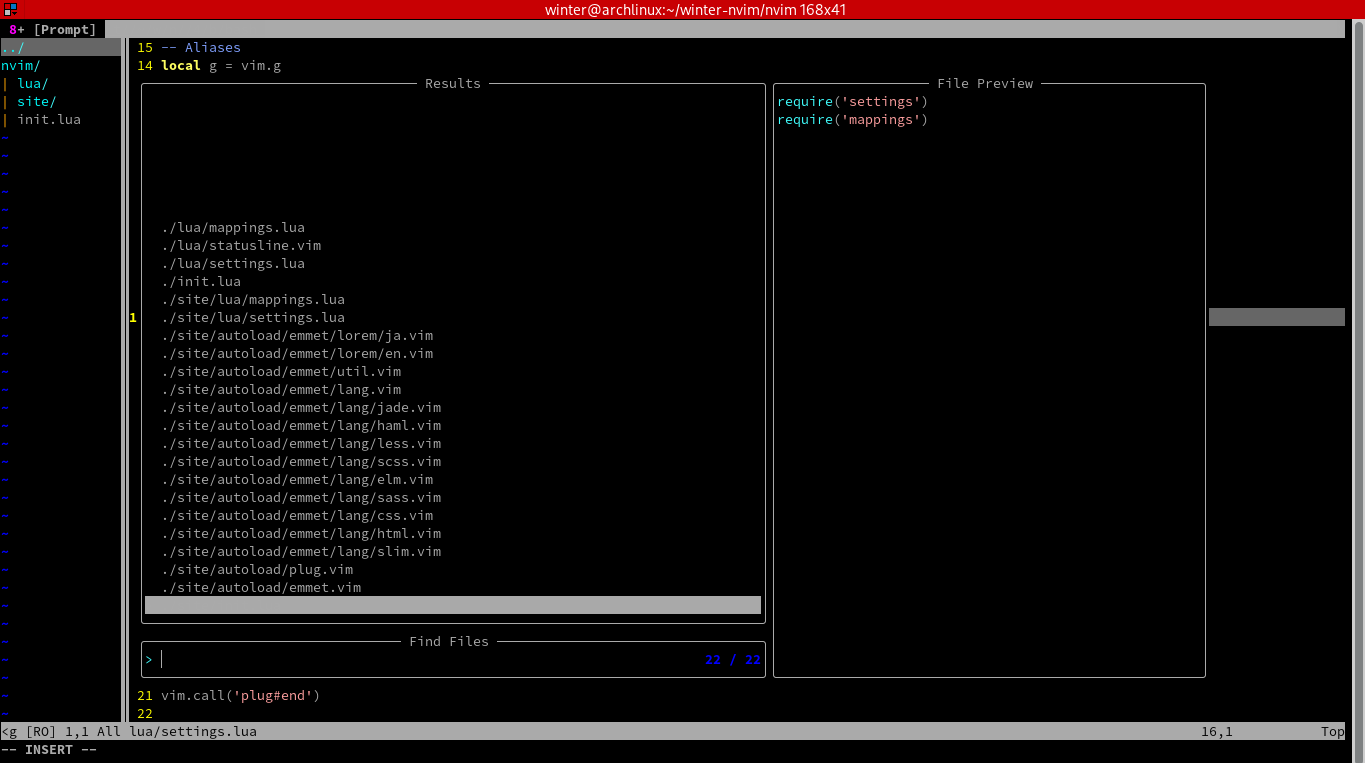 winter@archlinux:~/winter-nvim/nvim 168x41
8+ [Prompt]
../
15 -- Aliases
nvim/
14 local g = vim.g
| lua/
Results
File Preview
| site/
require('settings')
| init.lua
require('mappings')
~
~
~
~
~
./lua/mappings.lua
~
./lua/statusline.vim
~
./lua/settings.lua
~
./init.lua
~
./site/lua/mappings.lua
~
1
./site/lua/settings.lua
~
./site/autoload/emmet/lorem/ja.vim
~
./site/autoload/emmet/lorem/en.vim
~
./site/autoload/emmet/util.vim
~
./site/autoload/emmet/lang.vim
~
./site/autoload/emmet/lang/jade.vim
~
./site/autoload/emmet/lang/haml.vim
~
./site/autoload/emmet/lang/less.vim
~
./site/autoload/emmet/lang/scss.vim
~
./site/autoload/emmet/lang/elm.vim
~
./site/autoload/emmet/lang/sass.vim
~
./site/autoload/emmet/lang/css.vim
~
./site/autoload/emmet/lang/html.vim
~
./site/autoload/emmet/lang/slim.vim
~
./site/autoload/plug.vim
~
./site/autoload/emmet.vim
~
~
~
Find Files
~
> 22 / 22
~
~
21 vim.call('plug#end')
~
22
<g [RO] 1,1 All lua/settings.lua 16,1 Top
-- INSERT --